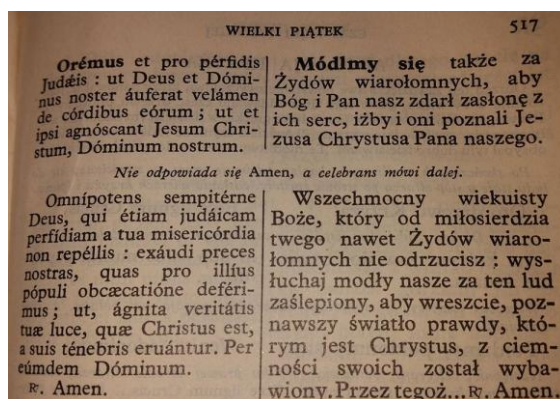 WIELKI PIĄTEK
517
Orémus et pro pérfidis
Judǽis : ut Deus et Dómi-
nus noster áuferat velámen
de córdibus eórum ; ut et
ipsi agnóscant Jesum Chri-
stum, Dóminum nostrum.
Módlmy się także za
Żydów wiarołomnych, aby
Bóg i Pan nasz zdarł zasłonę z
ich serc, iżby i oni poznali Je-
zusa Chrystusa Pana naszego.
Nie odpowiada się Amen, a celebrans mówi dalej.
Omnípotens sempitérne
Deus, qui étiam judáicam
perfídiam a tua misericórdia
non repéllis : exáudi preces
nostras, quas pro illíus
pópuli obcæcatióne deféri-
mus ; ut, ágnita veritátis
tuæ luce, quæ Christus est,
a suis ténebris eruántur. Per
eúmdem Dóminum.
℟. Amen.
Wszechmocny wiekuisty
Boże, który od miłosierdzia
twego nawet Żydów wiaro-
łomnych nie odrzucisz : wys-
łuchaj modły nasze za ten lud
zaślepiony, aby wreszcie, poz-
nawszy światło prawdy, któ-
rym jest Chrystus, z ciem-
ności swoich został wyba-
wiony. Przez tegoż... ℟. Amen